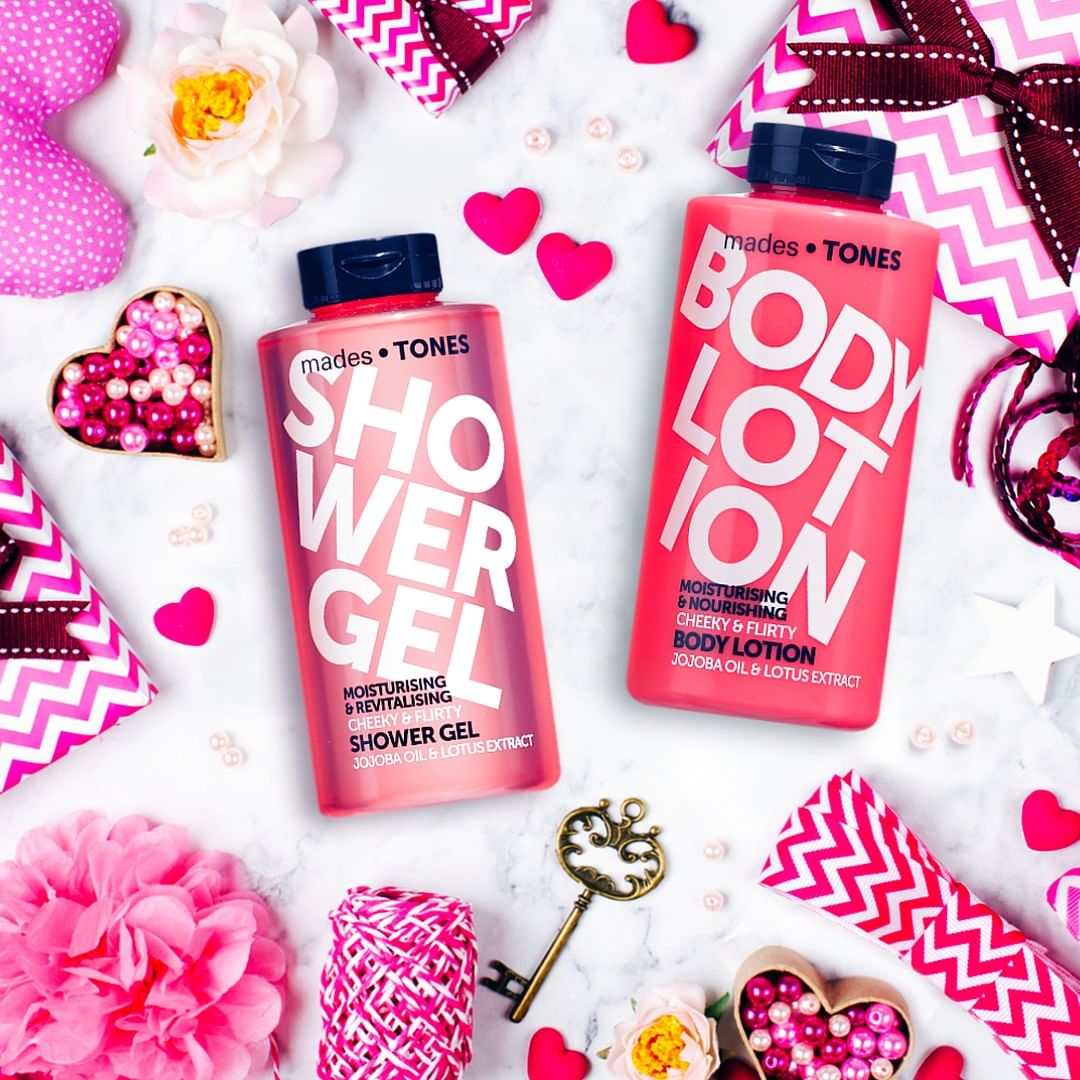 mades • TONES
SHO
WER
GEL
MOISTURISING
& REVITALISING
CHEEKY & FLIRTY
SHOWER GEL
JOJOBA OIL & LOTUS EXTRACT
mades • TONES
BODY
LOT
ION
MOISTURISING
& NOURISHING
CHEEKY & FLIRTY
BODY LOTION
JOJOBA OIL & LOTUS EXTRACT